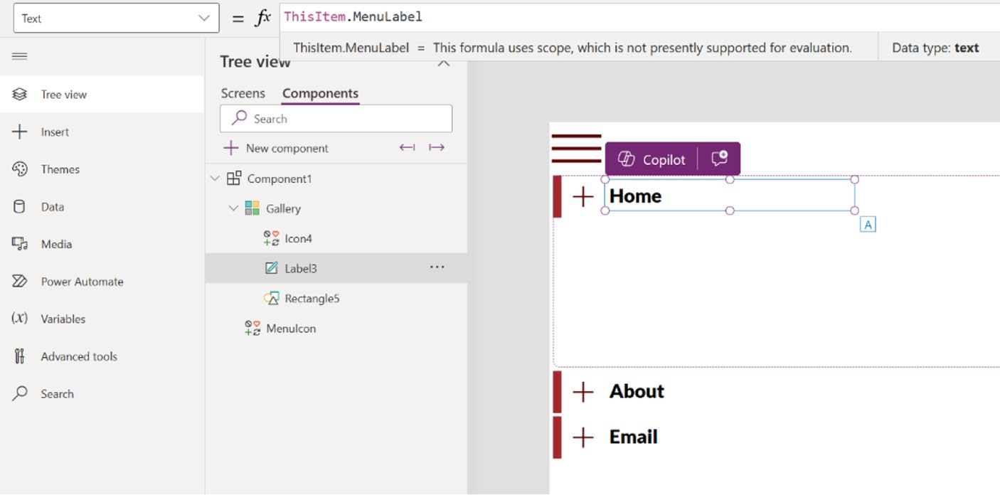 Text
= fx ThisItem.MenuLabel
ThisItem.MenuLabel = This formula uses scope, which is not presently supported for evaluation.
Data type: text
Tree view
Insert
Themes
Data
Media
Power Automate
(x) Variables
Advanced tools
Search
Tree view
Screens Components
Search
New component
Component1
Gallery
Icon4
Label3
Rectangle5
MenuIcon
Copilot
Home
A
About
Email